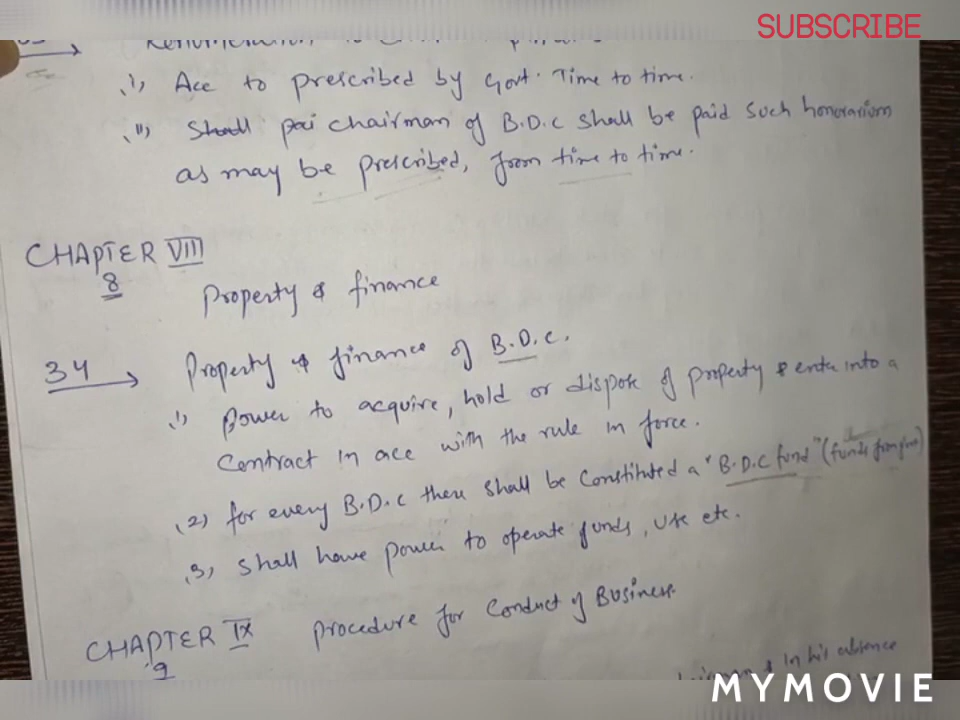 SUBSCRIBE
(i) Acc to prescribed by Govt. Time to time.
(ii) Shall pai chairman of B.D.C shall be paid such honorarium
as may be prescribed, from time to time.
CHAPTER VIII
8
Property & finance
34 → Property & finance of B.D.C.
(1) power to acquire, hold or dispose of property & enter into a
Contract in acc with the rule in force.
(2) for every B.D.C there shall be Constituted a "B.D.C fund" (funds
(3) shall have power to operate funds, use etc.
CHAPTER IX procedure for Conduct of Business
9
in his absence
MYMOVIE